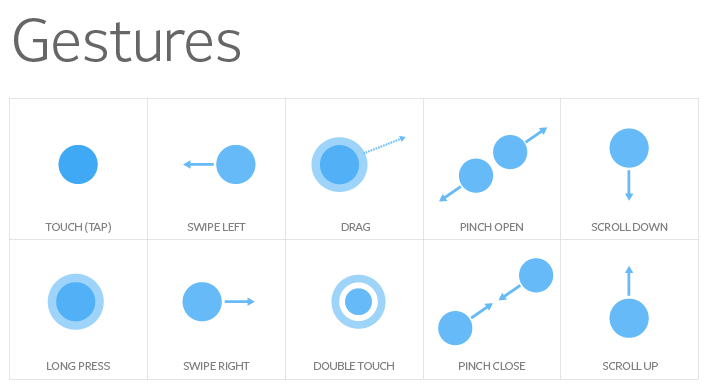 Gestures
TOUCH (TAP)
SWIPE LEFT
DRAG
PINCH OPEN
SCROLL DOWN
LONG PRESS
SWIPE RIGHT
DOUBLE TOUCH
PINCH CLOSE
SCROLL UP